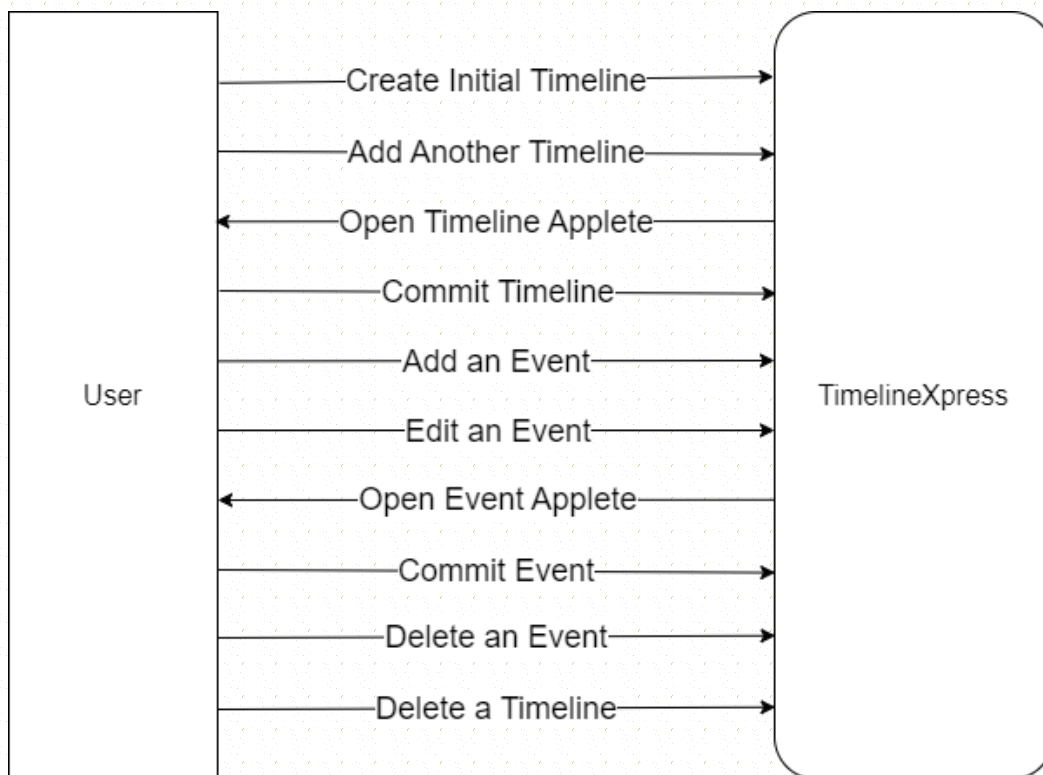 Create Initial Timeline
Add Another Timeline
Open Timeline Applete
Commit Timeline
Add an Event
User
TimelineXpress
Edit an Event
Open Event Applete
Commit Event
Delete an Event
Delete a Timeline